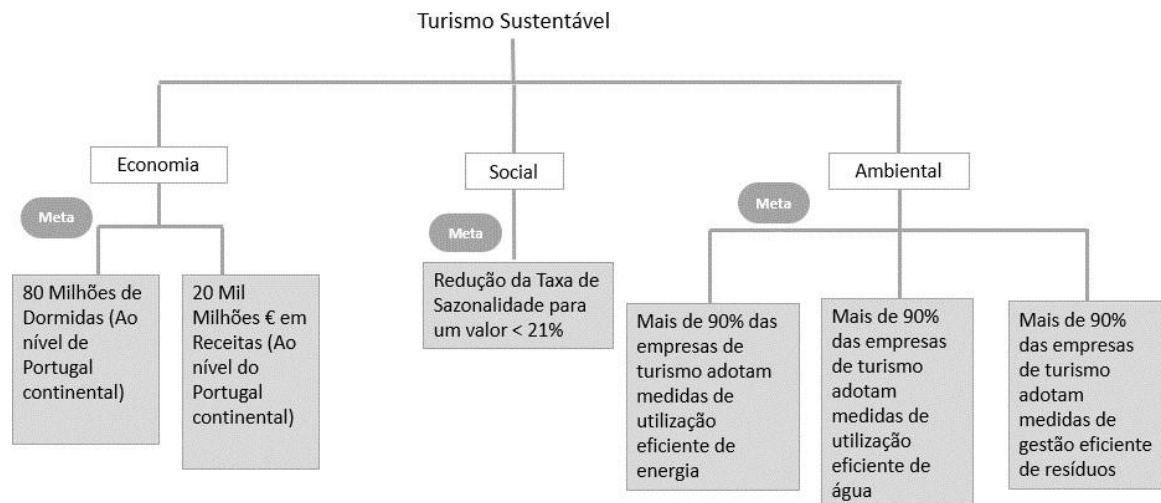 Turismo Sustentável
Economia
Social
Ambiental
Meta
Meta
Meta
80 Milhões de
Dormidas (Ao
nível de
Portugal
continental)
20 Mil
Milhões € em
Receitas (Ao
nível do
Portugal
continental)
Redução da Taxa de
Sazonalidade para
um valor < 21%
Mais de 90% das
empresas de
turismo adotam
medidas de
utilização
eficiente de
energia
Mais de 90%
das empresas
de turismo
adotam
medidas de
utilização
eficiente de
água
Mais de 90%
das empresas
de turismo
adotam
medidas de
gestão eficiente
de resíduos